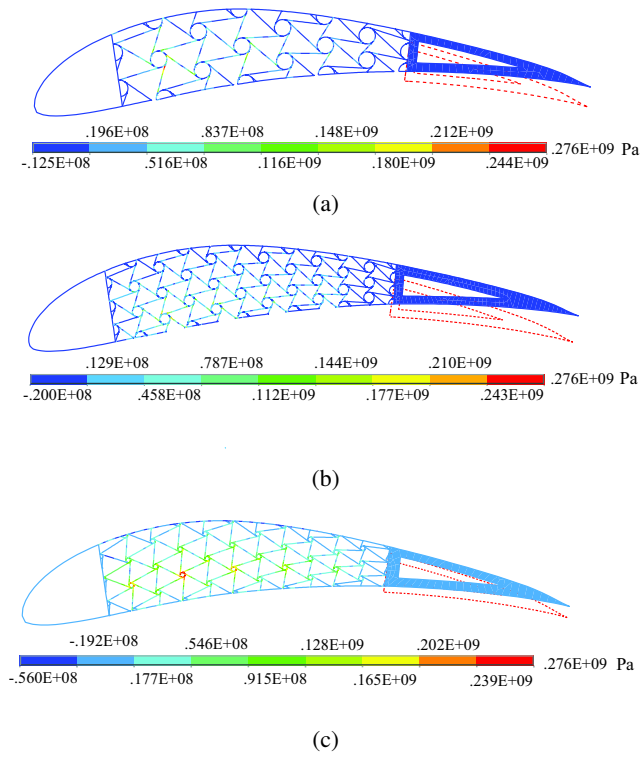 .196E+08 .837E+08 .148E+09 .212E+09
-.125E+08 .516E+08 .116E+09 .180E+09 .244E+09 .276E+09 Pa
(a)
.129E+08 .787E+08 .144E+09 .210E+09
-.200E+08 .458E+08 .112E+09 .177E+09 .243E+09 .276E+09 Pa
(b)
-.192E+08 .546E+08 .128E+09 .202E+09
-.560E+08 .177E+08 .915E+08 .165E+09 .239E+09 .276E+09 Pa
(c)